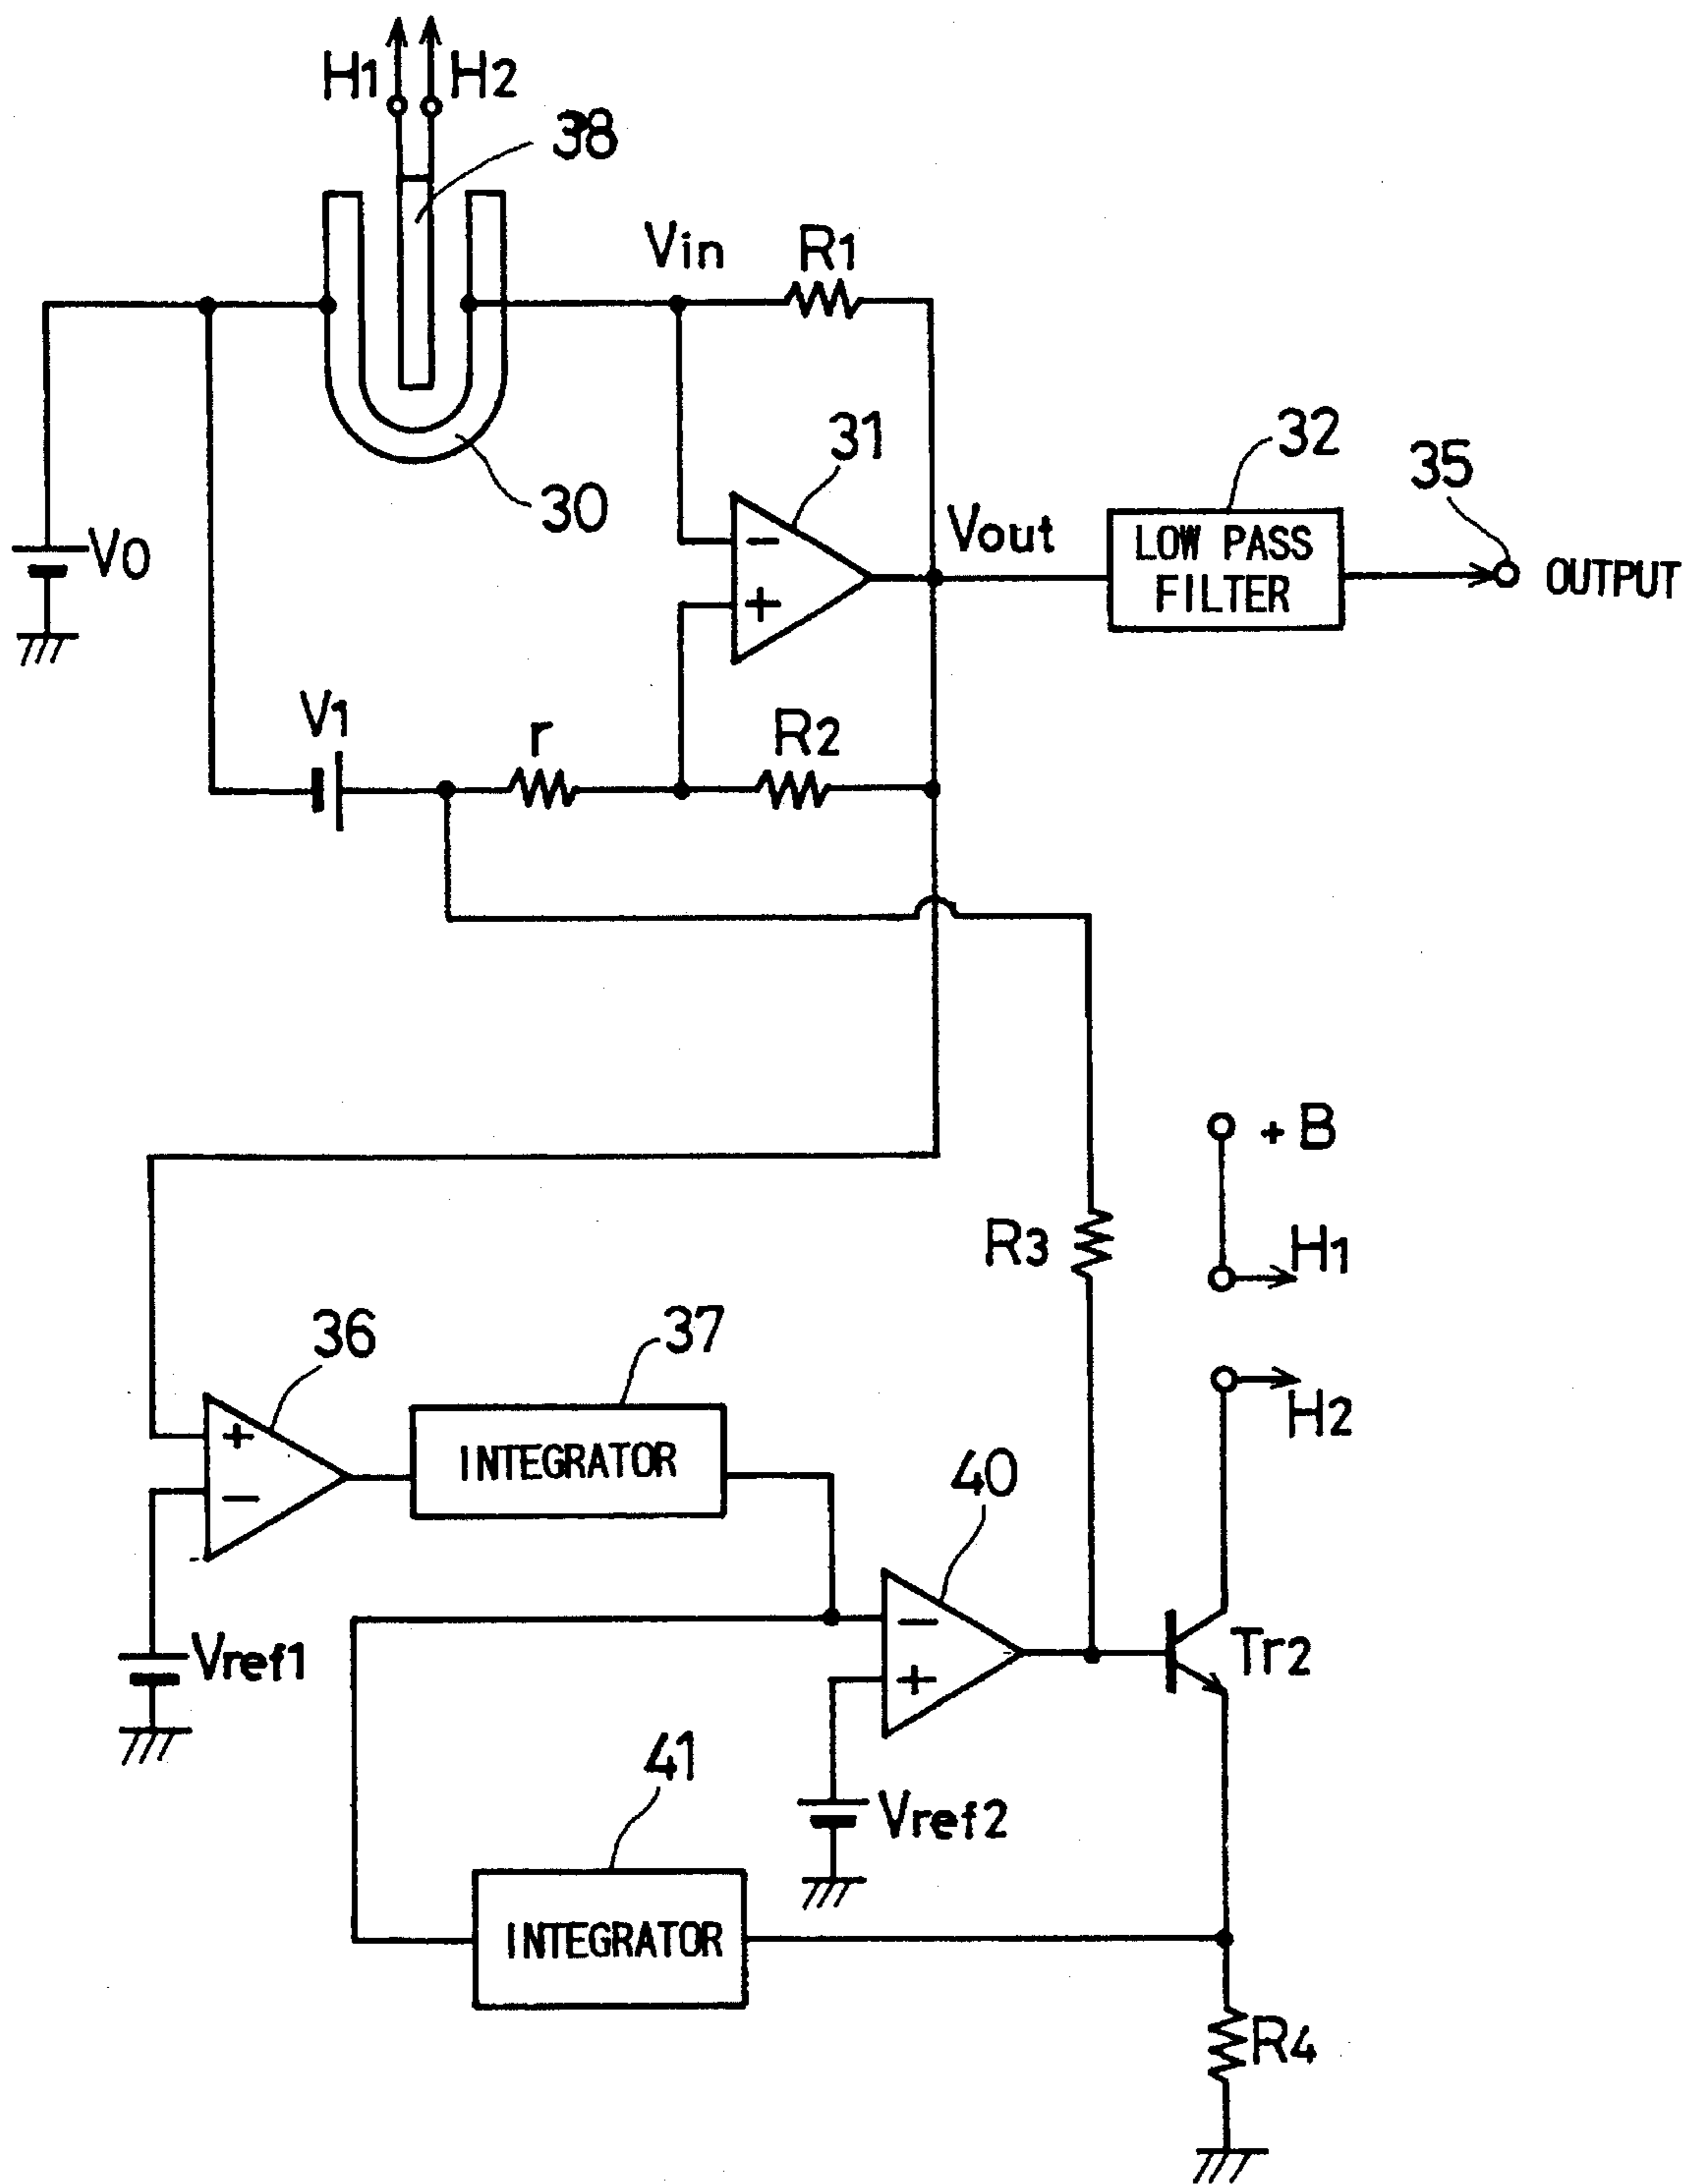 H1 H2
38
Vin
R1
31
32
35
30
Vout
LOW PASS
FILTER
OUTPUT
V0
−
+
V1
r
R2
+B
R3
H1
36
37
H2
+
−
INTEGRATOR
40
Vref1
−
+
Tr2
41
Vref2
INTEGRATOR
R4